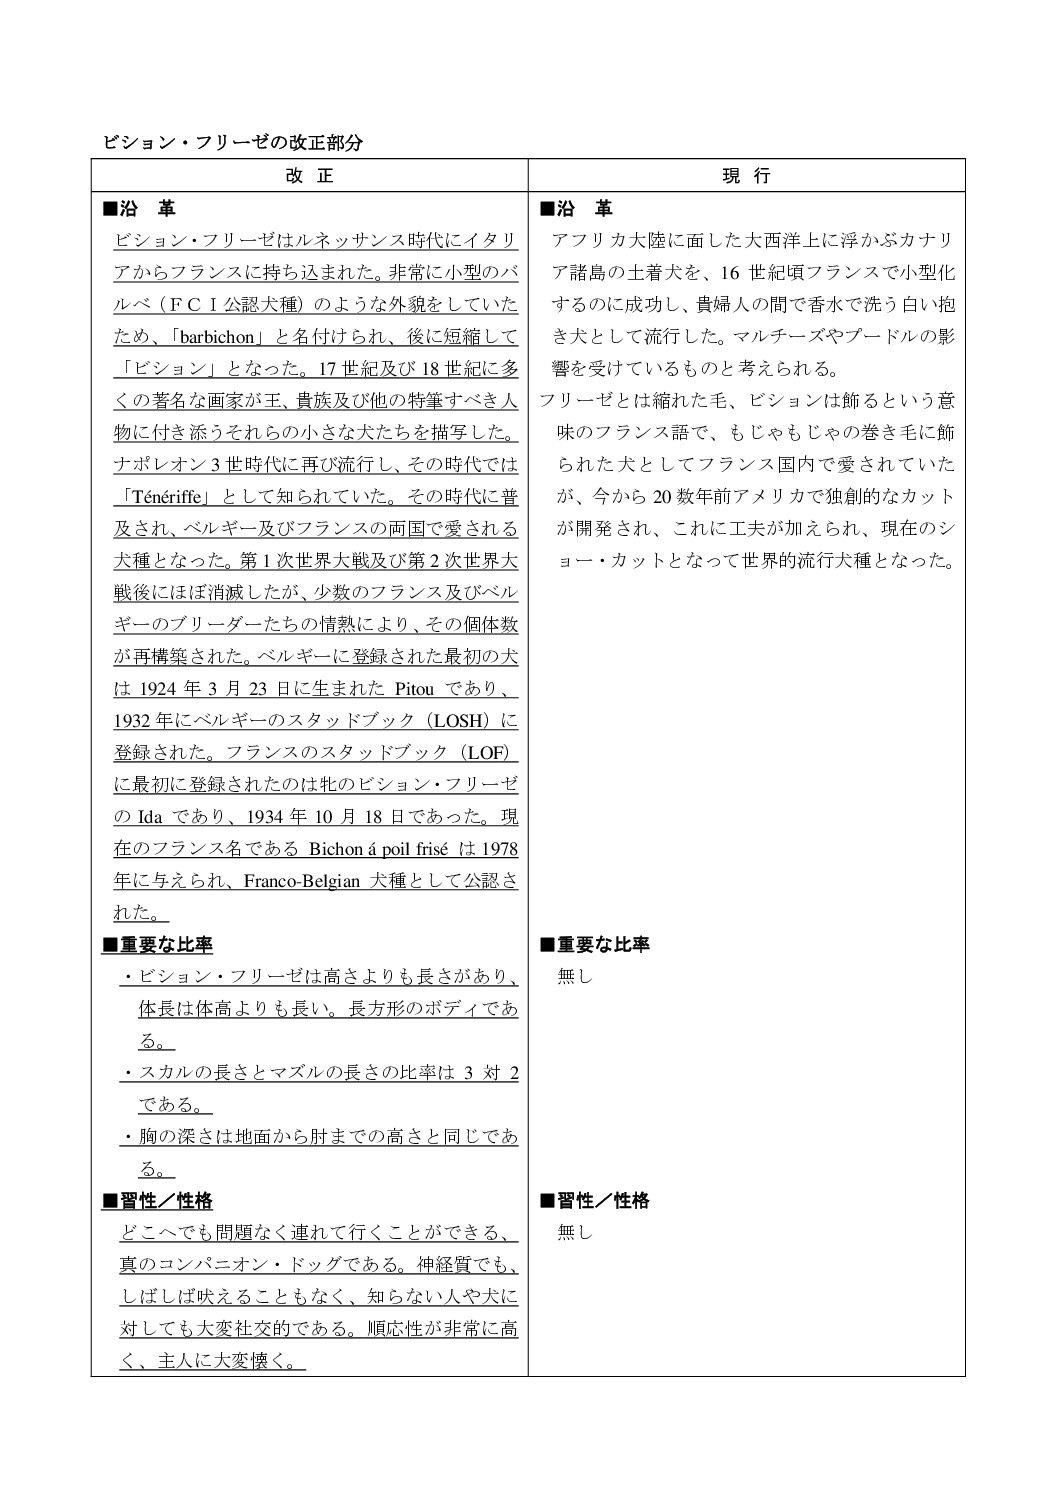 ビション・フリーゼの改正部分
改 正
現 行
■沿　革
ビション・フリーゼはルネッサンス時代にイタリ
アからフランスに持ち込まれた。非常に小型のバ
ルベ（ＦＣＩ公認犬種）のような外貌をしていた
ため、「barbichon」と名付けられ、後に短縮して
「ビション」となった。17 世紀及び 18 世紀に多
くの著名な画家が王、貴族及び他の特筆すべき人
物に付き添うそれらの小さな犬たちを描写した。
ナポレオン 3 世時代に再び流行し、その時代では
「Ténériffe」として知られていた。その時代に普
及され、ベルギー及びフランスの両国で愛される
犬種となった。第 1 次世界大戦及び第 2 次世界大
戦後にほぼ消滅したが、少数のフランス及びベル
ギーのブリーダーたちの情熱により、その個体数
が再構築された。ベルギーに登録された最初の犬
は 1924 年 3 月 23 日に生まれた Pitou であり、
1932 年にベルギーのスタッドブック（LOSH）に
登録された。フランスのスタッドブック（LOF）
に最初に登録されたのは牝のビション・フリーゼ
の Ida であり、1934 年 10 月 18 日であった。現
在のフランス名である Bichon á poil frisé は 1978
年に与えられ、Franco-Belgian 犬種として公認さ
れた。
■重要な比率
・ビション・フリーゼは高さよりも長さがあり、
体長は体高よりも長い。長方形のボディであ
る。
・スカルの長さとマズルの長さの比率は 3 対 2
である。
・胸の深さは地面から肘までの高さと同じであ
る。
■習性／性格
どこへでも問題なく連れて行くことができる、
真のコンパニオン・ドッグである。神経質でも、
しばしば吠えることもなく、知らない人や犬に
対しても大変社交的である。順応性が非常に高
く、主人に大変懐く。
■沿　革
アフリカ大陸に面した大西洋上に浮かぶカナリ
ア諸島の土着犬を、16 世紀頃フランスで小型化
するのに成功し、貴婦人の間で香水で洗う白い抱
き犬として流行した。マルチーズやプードルの影
響を受けているものと考えられる。
フリーゼとは縮れた毛、ビションは飾るという意
味のフランス語で、もじゃもじゃの巻き毛に飾
られた犬としてフランス国内で愛されていた
が、今から 20 数年前アメリカで独創的なカット
が開発され、これに工夫が加えられ、現在のシ
ョー・カットとなって世界的流行犬種となった。
■重要な比率
無し
■習性／性格
無し